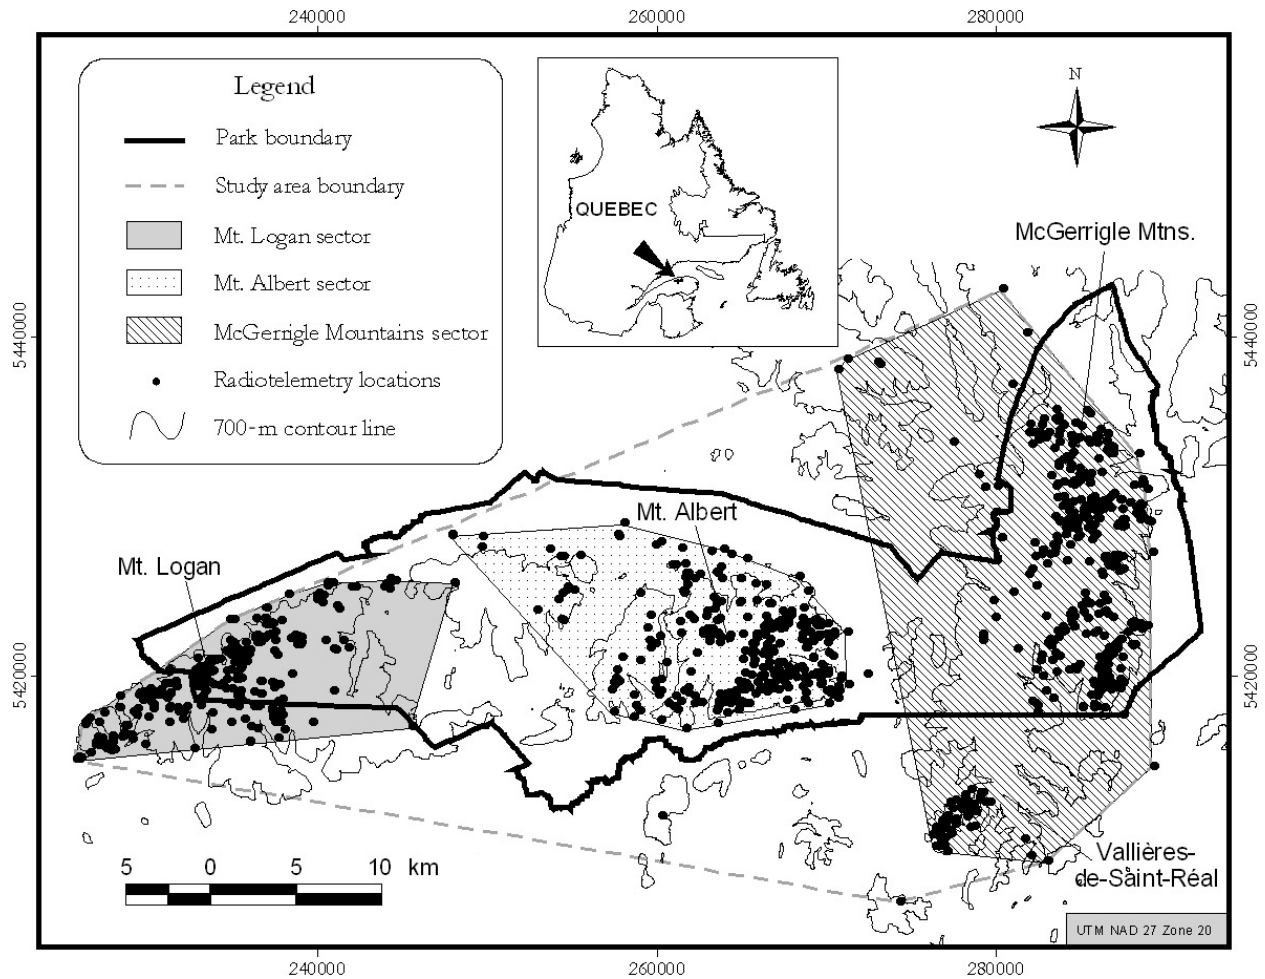 240000 260000 280000
Legend
Park boundary
Study area boundary
Mt. Logan sector
Mt. Albert sector
McGerrigle Mountains sector
Radiotelemetry locations
700-m contour line
QUEBEC
N
McGerrigle Mtns.
5440000
5440000
Mt. Albert
Mt. Logan
5420000
5420000
Vallières-
de-Saint-Réal
5 0 5 10 km
UTM NAD 27 Zone 20
240000 260000 280000